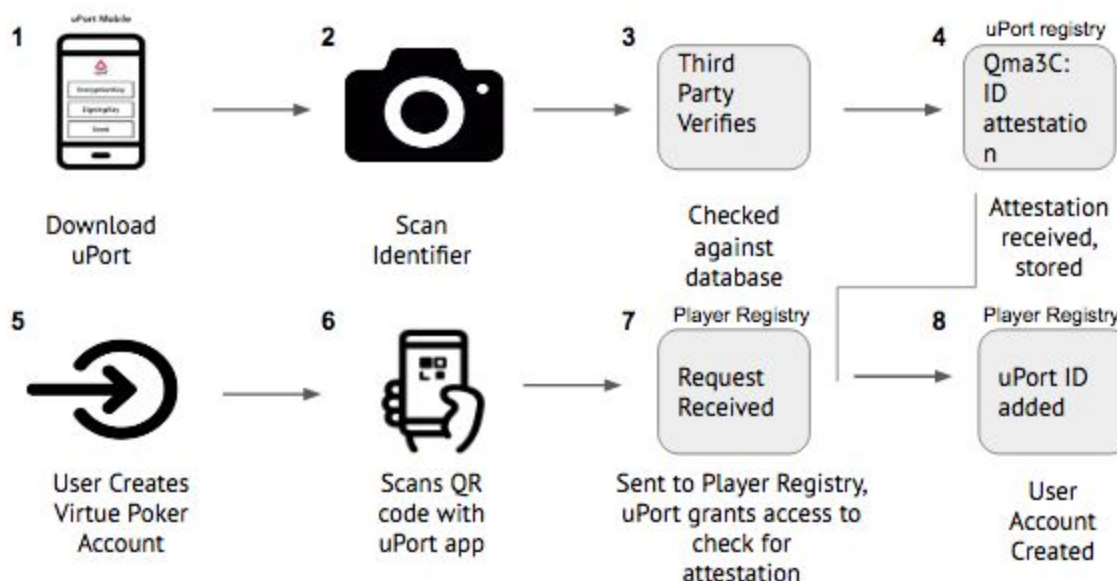 uPort Mobile
1
EncryptionKey
SigningKey
Send
Download
uPort
2
Scan
Identifier
3
Third
Party
Verifies
Checked
against
database
4
uPort registry
Qma3C:
ID
attestatio
n
Attestation
received,
stored
5
User Creates
Virtue Poker
Account
6
Scans QR
code with
uPort app
7
Player Registry
Request
Received
Sent to Player Registry,
uPort grants access to
check for
attestation
8
Player Registry
uPort ID
added
User
Account
Created